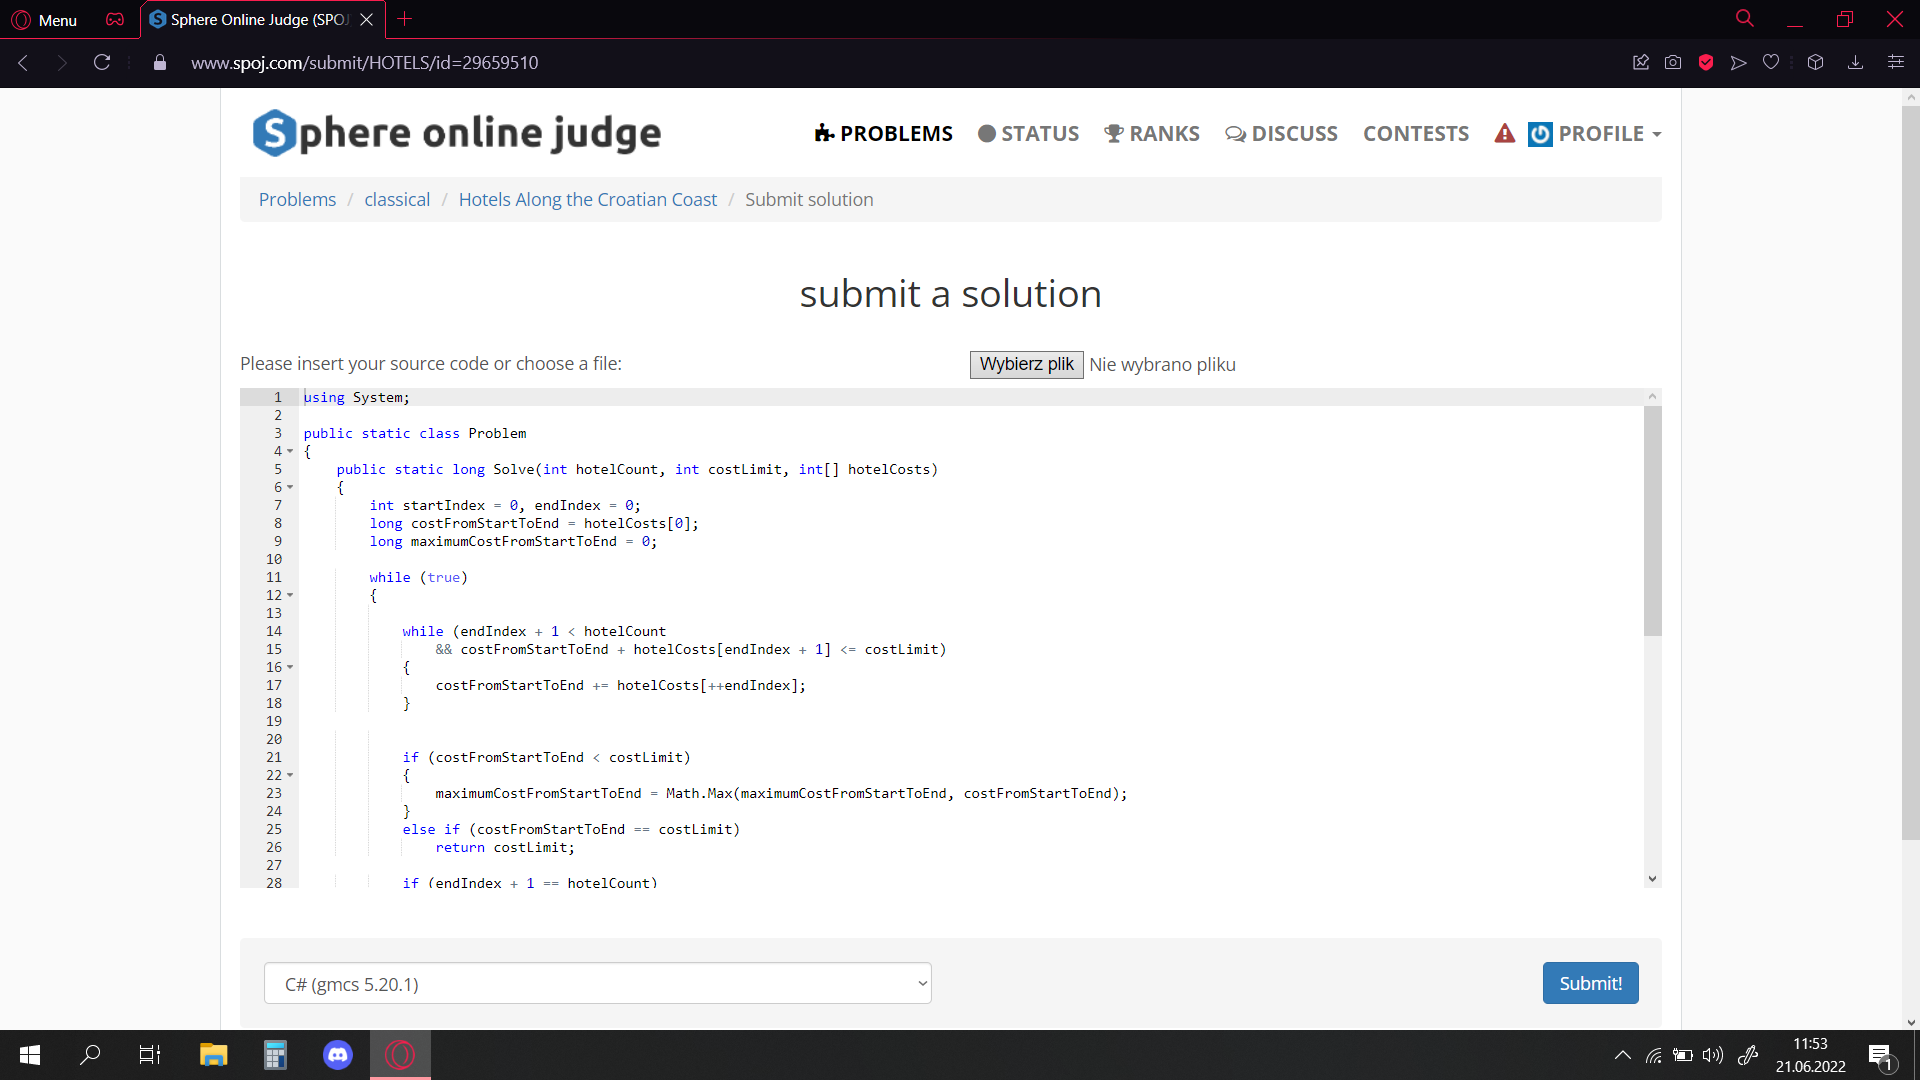 Menu
Sphere Online Judge (SPOJ
www.spoj.com/submit/HOTELS/id=29659510
Sphere online judge
PROBLEMS
STATUS
RANKS
DISCUSS
CONTESTS
PROFILE
Problems / classical / Hotels Along the Croatian Coast / Submit solution
submit a solution
Please insert your source code or choose a file:
Wybierz plik Nie wybrano pliku
1 using System;
2
3 public static class Problem
4 {
5 public static long Solve(int hotelCount, int costLimit, int[] hotelCosts)
6 {
7 int startIndex = 0, endIndex = 0;
8 long costFromStartToEnd = hotelCosts[0];
9 long maximumCostFromStartToEnd = 0;
10
11 while (true)
12 {
13
14 while (endIndex + 1 < hotelCount
15 && costFromStartToEnd + hotelCosts[endIndex + 1] <= costLimit)
16 {
17 costFromStartToEnd += hotelCosts[++endIndex];
18 }
19
20
21 if (costFromStartToEnd < costLimit)
22 {
23 maximumCostFromStartToEnd = Math.Max(maximumCostFromStartToEnd, costFromStartToEnd);
24 }
25 else if (costFromStartToEnd == costLimit)
26 return costLimit;
27
28 if (endIndex + 1 == hotelCount)
C# (gmcs 5.20.1)
Submit!
11:53
21.06.2022
1